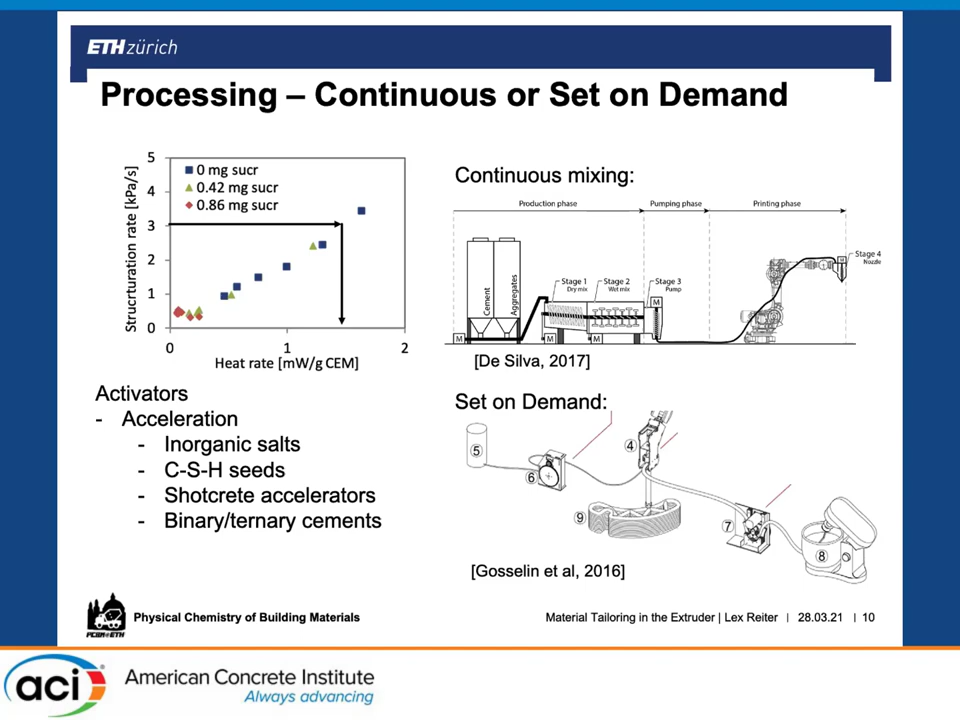 ETH zürich
Processing – Continuous or Set on Demand
Strucrturation rate [kPa/s]
5
4
3
2
1
0
0 mg sucr
0.42 mg sucr
0.86 mg sucr
0
1
2
Heat rate [mW/g CEM]
Activators
- Acceleration
- Inorganic salts
- C-S-H seeds
- Shotcrete accelerators
- Binary/ternary cements
Continuous mixing:
Production phase
Pumping phase
Printing phase
Cement
Aggregates
Stage 1
Dry mix
Stage 2
Wet mix
Stage 3
Pump
Stage 4
Nozzle
M
M
M
M
[De Silva, 2017]
Set on Demand:
5
6
4
9
7
8
[Gosselin et al, 2016]
PCBM@ETH
Physical Chemistry of Building Materials
Material Tailoring in the Extruder | Lex Reiter | 28.03.21 | 10
aci
American Concrete Institute
Always advancing